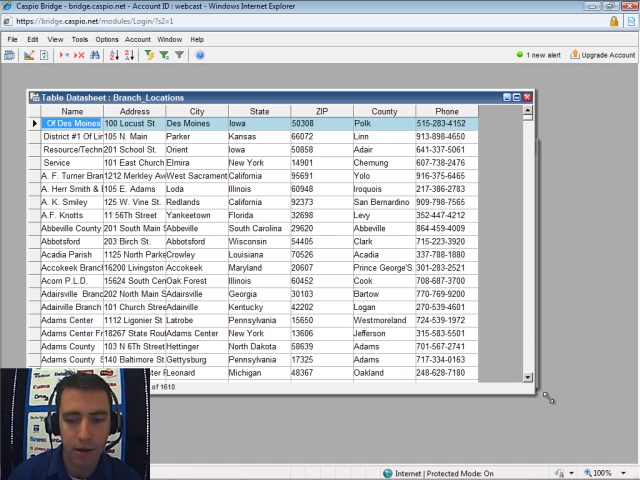 Caspio Bridge - bridge.caspio.net - Account ID : webcast - Windows Internet Explorer
https://bridge.caspio.net/modules/Login/?s2=1
File Edit View Tools Options Account Window Help
1 new alert Upgrade Account
Table Datasheet : Branch_Locations
Name Address City State ZIP County Phone
Of Des Moines 100 Locust St Des Moines Iowa 50308 Polk 515-283-4152
District #1 Of Lin 105 N. Main Parker Kansas 66072 Linn 913-898-4650
Resource/Techn 201 School St. Orient Iowa 50858 Adair 641-337-5061
Service 101 East Church Elmira New York 14901 Chemung 607-738-2476
A. F. Turner Bran 1212 Merkley Av West Sacrament California 95691 Yolo 916-375-6465
A. Herr Smith & E 105 E. Adams Loda Illinois 60948 Iroquois 217-386-2783
A. K. Smiley 125 W. Vine St. Redlands California 92373 San Bernardino 909-798-7565
A.F. Knotts 11 56Th Street Yankeetown Florida 32698 Levy 352-447-4212
Abbeville County 201 South Main S Abbeville South Carolina 29620 Abbeville 864-459-4009
Abbotsford 203 Birch St. Abbotsford Wisconsin 54405 Clark 715-223-3920
Acadia Parish 1125 North Parke Crowley Louisiana 70526 Acadia 337-788-1880
Accokeek Branc 16200 Livingston Accokeek Maryland 20607 Prince George'S 301-283-2521
Acorn P.L.D. 15624 South Cen Oak Forest Illinois 60452 Cook 708-687-3700
Adairsville Branc 202 North Main S Adairsville Georgia 30103 Bartow 770-769-9200
Adairville Branch 101 Church Stree Adairville Kentucky 42202 Logan 270-539-4601
Adams Center 1112 Ligonier St Latrobe Pennsylvania 15650 Westmoreland 724-539-1972
Adams Center Fr 18267 State Rou Adams Center New York 13606 Jefferson 315-583-5501
Adams County 103 N 6Th Street Hettinger North Dakota 58639 Adams 701-567-2741
Adams County S 140 Baltimore St Gettysburg Pennsylvania 17325 Adams 717-334-0163
Leonard Michigan 48367 Oakland 248-628-7180
of 1610
Internet | Protected Mode: On 100%